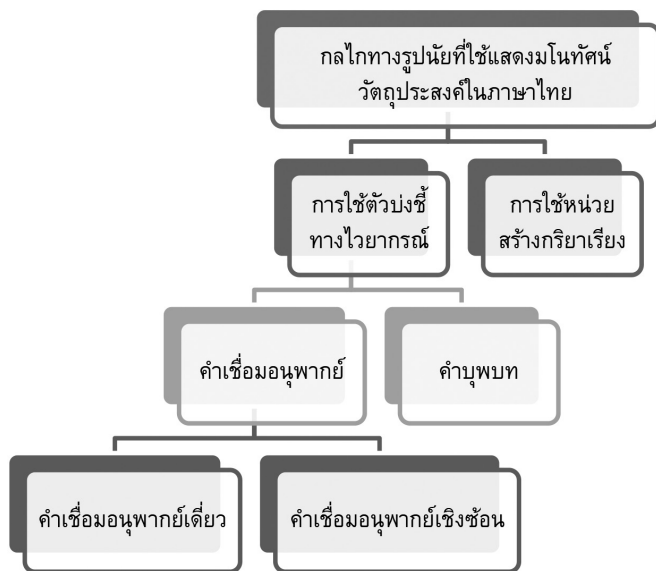 กลไกทางรูปนัยที่ใช้แสดงมโนทัศน์
วัตถุประสงค์ในภาษาไทย
การใช้ตัวบ่งชี้
ทางไวยากรณ์
การใช้หน่วย
สร้างกริยาเรียง
คำเชื่อมอนุพากย์
คำบุพบท
คำเชื่อมอนุพากย์เดี่ยว
คำเชื่อมอนุพากย์เชิงซ้อน